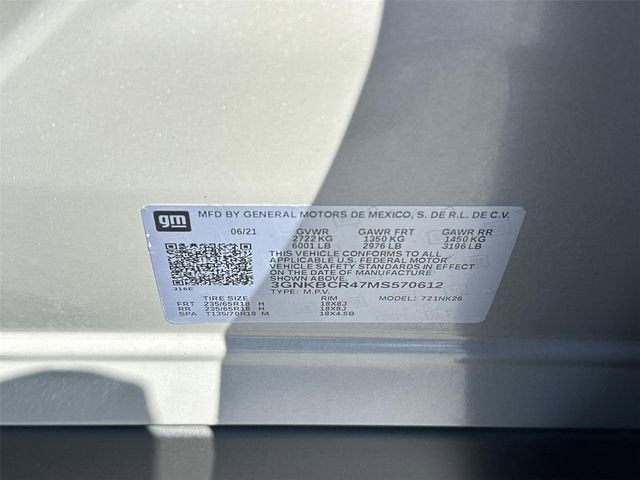 gm MFD BY GENERAL MOTORS DE MEXICO, S. DE R.L. DE C.V.
06/21 GVWR GAWR FRT GAWR RR
2722 KG 1350 KG 1450 KG
6001 LB 2976 LB 3196 LB
THIS VEHICLE CONFORMS TO ALL
APPLICABLE U.S. FEDERAL MOTOR
VEHICLE SAFETY STANDARDS IN EFFECT
ON THE DATE OF MANUFACTURE
3GNKBCR47MS570612
316E TYPE: M.P.V.
TIRE SIZE RIM MODEL: 721NK26
FRT 235/65R18 H 18X8J
RR 235/65R18 H 18X8J
SPA T135/70R18 M 18X4.5B